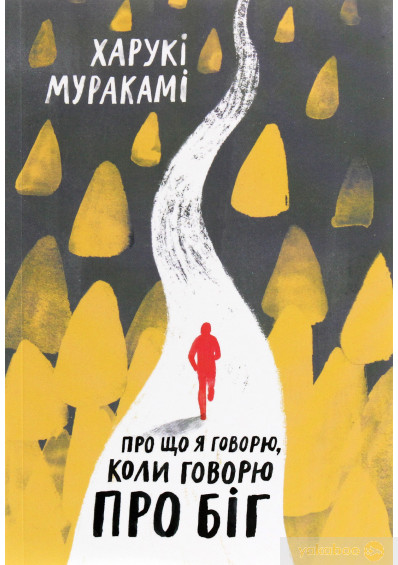 ХАРУКІ
МУРАКАМІ
ПРО ЩО Я ГОВОРЮ,
КОЛИ ГОВОРЮ
ПРО БІГ